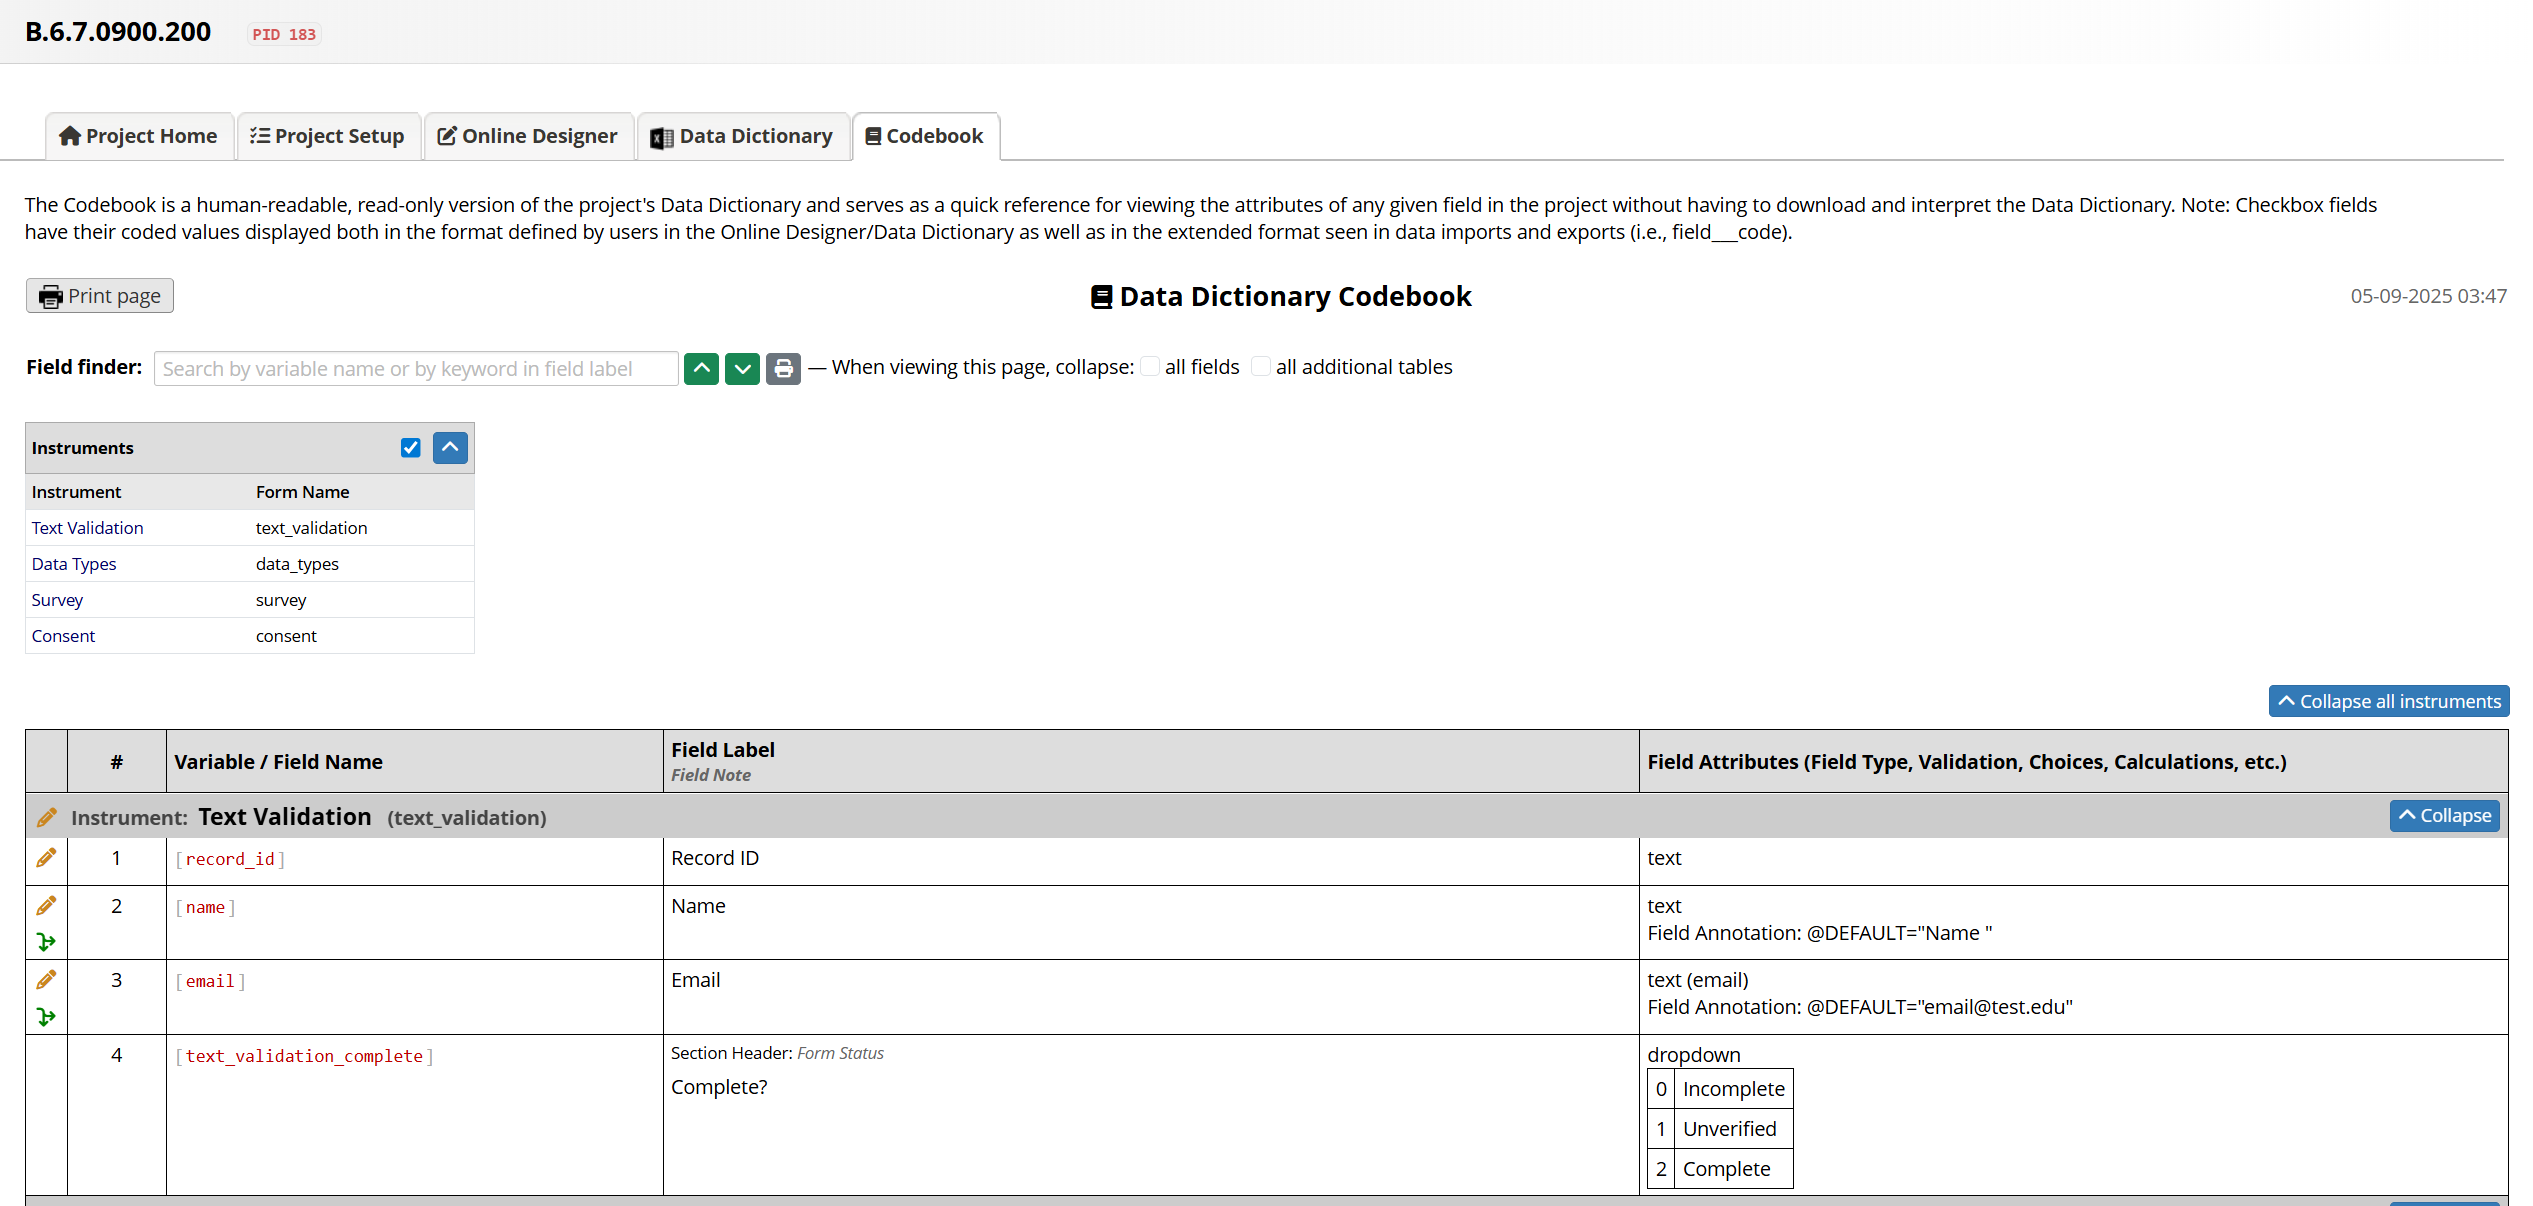 B.6.7.0900.200 PID 183
Project Home Project Setup Online Designer Data Dictionary Codebook
The Codebook is a human-readable, read-only version of the project's Data Dictionary and serves as a quick reference for viewing the attributes of any given field in the project without having to download and interpret the Data Dictionary. Note: Checkbox fields
have their coded values displayed both in the format defined by users in the Online Designer/Data Dictionary as well as in the extended format seen in data imports and exports (i.e., field___code).
Print page Data Dictionary Codebook 05-09-2025 03:47
Field finder: Search by variable name or by keyword in field label — When viewing this page, collapse: all fields all additional tables
Instruments
Instrument Form Name
Text Validation text_validation
Data Types data_types
Survey survey
Consent consent
Collapse all instruments
# Variable / Field Name Field Label Field Attributes (Field Type, Validation, Choices, Calculations, etc.)
Field Note
Instrument: Text Validation (text_validation) Collapse
1 [record_id] Record ID text
2 [name] Name text
Field Annotation: @DEFAULT="Name "
3 [email] Email text (email)
Field Annotation: @DEFAULT="email@test.edu"
4 [text_validation_complete] Section Header: Form Status dropdown
Complete?
0 Incomplete
1 Unverified
2 Complete